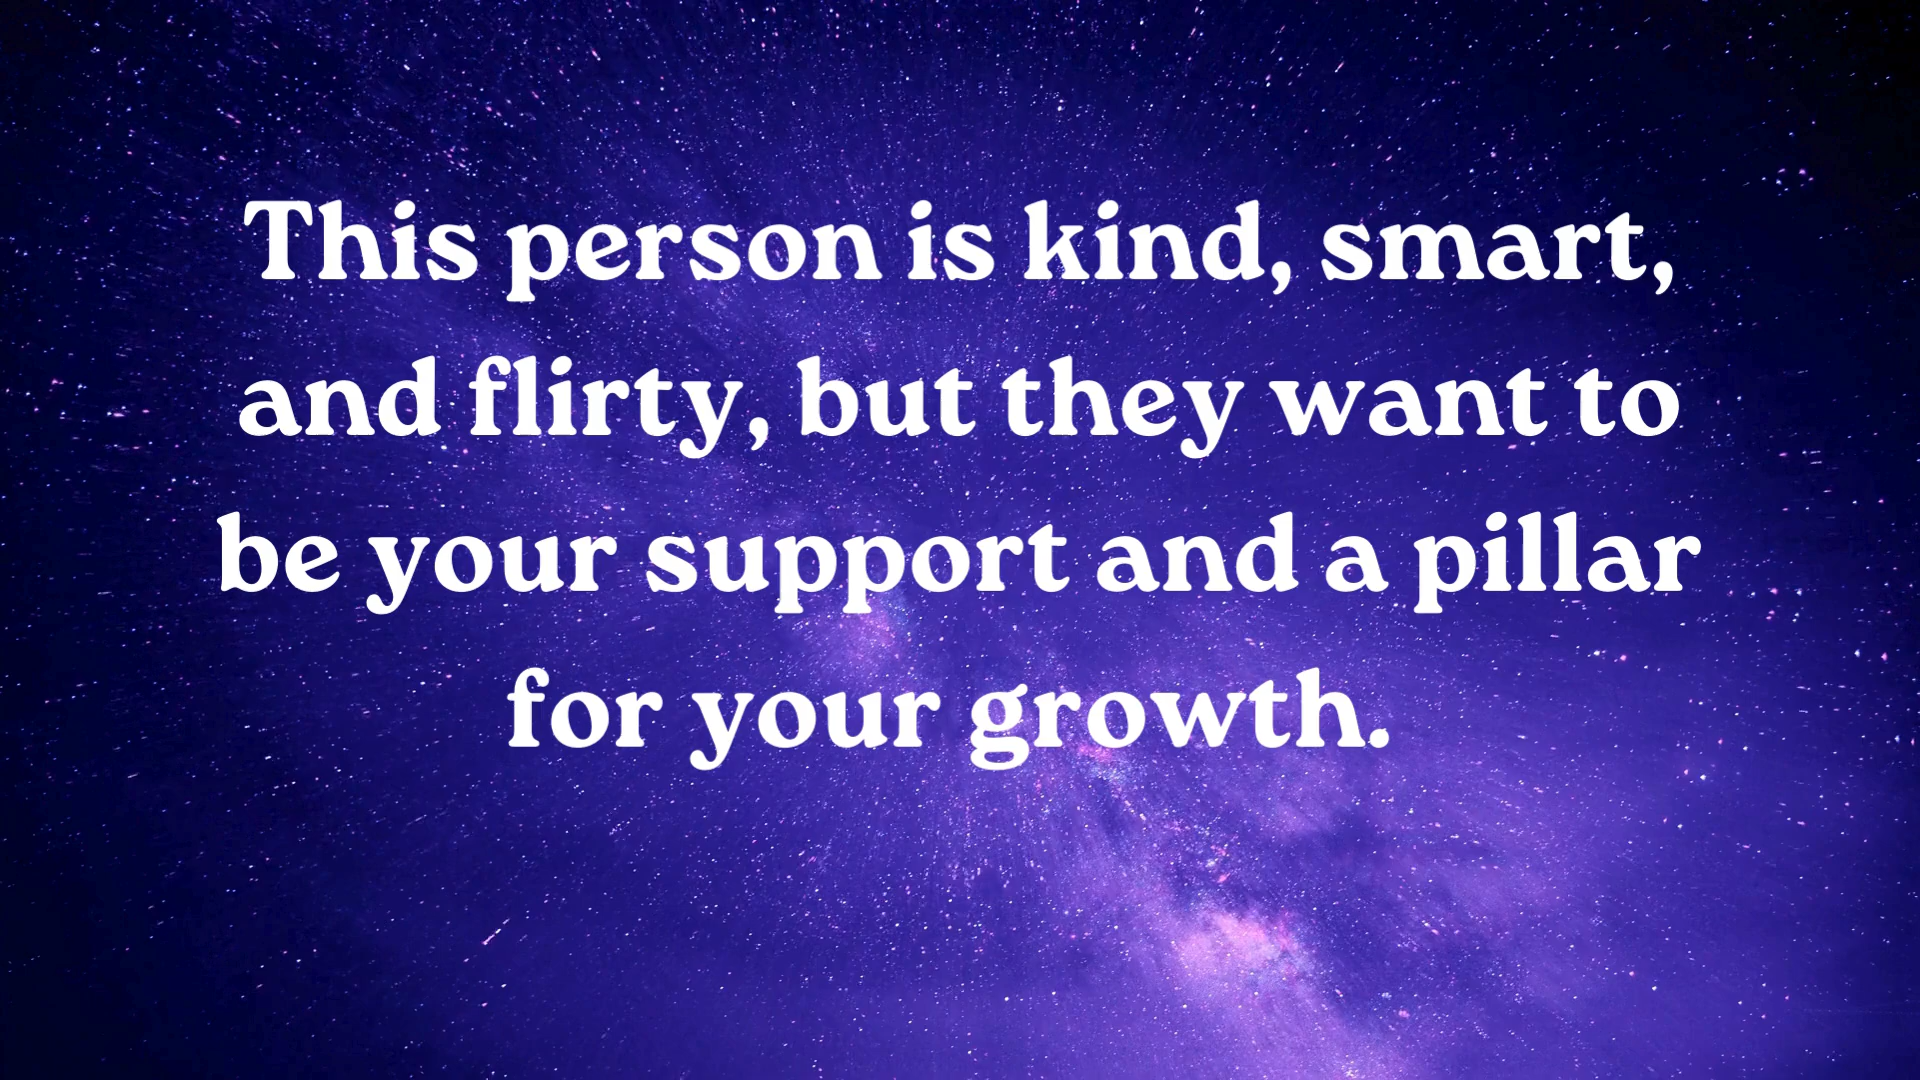 This person is kind, smart,
and flirty, but they want to
be your support and a pillar
for your growth.